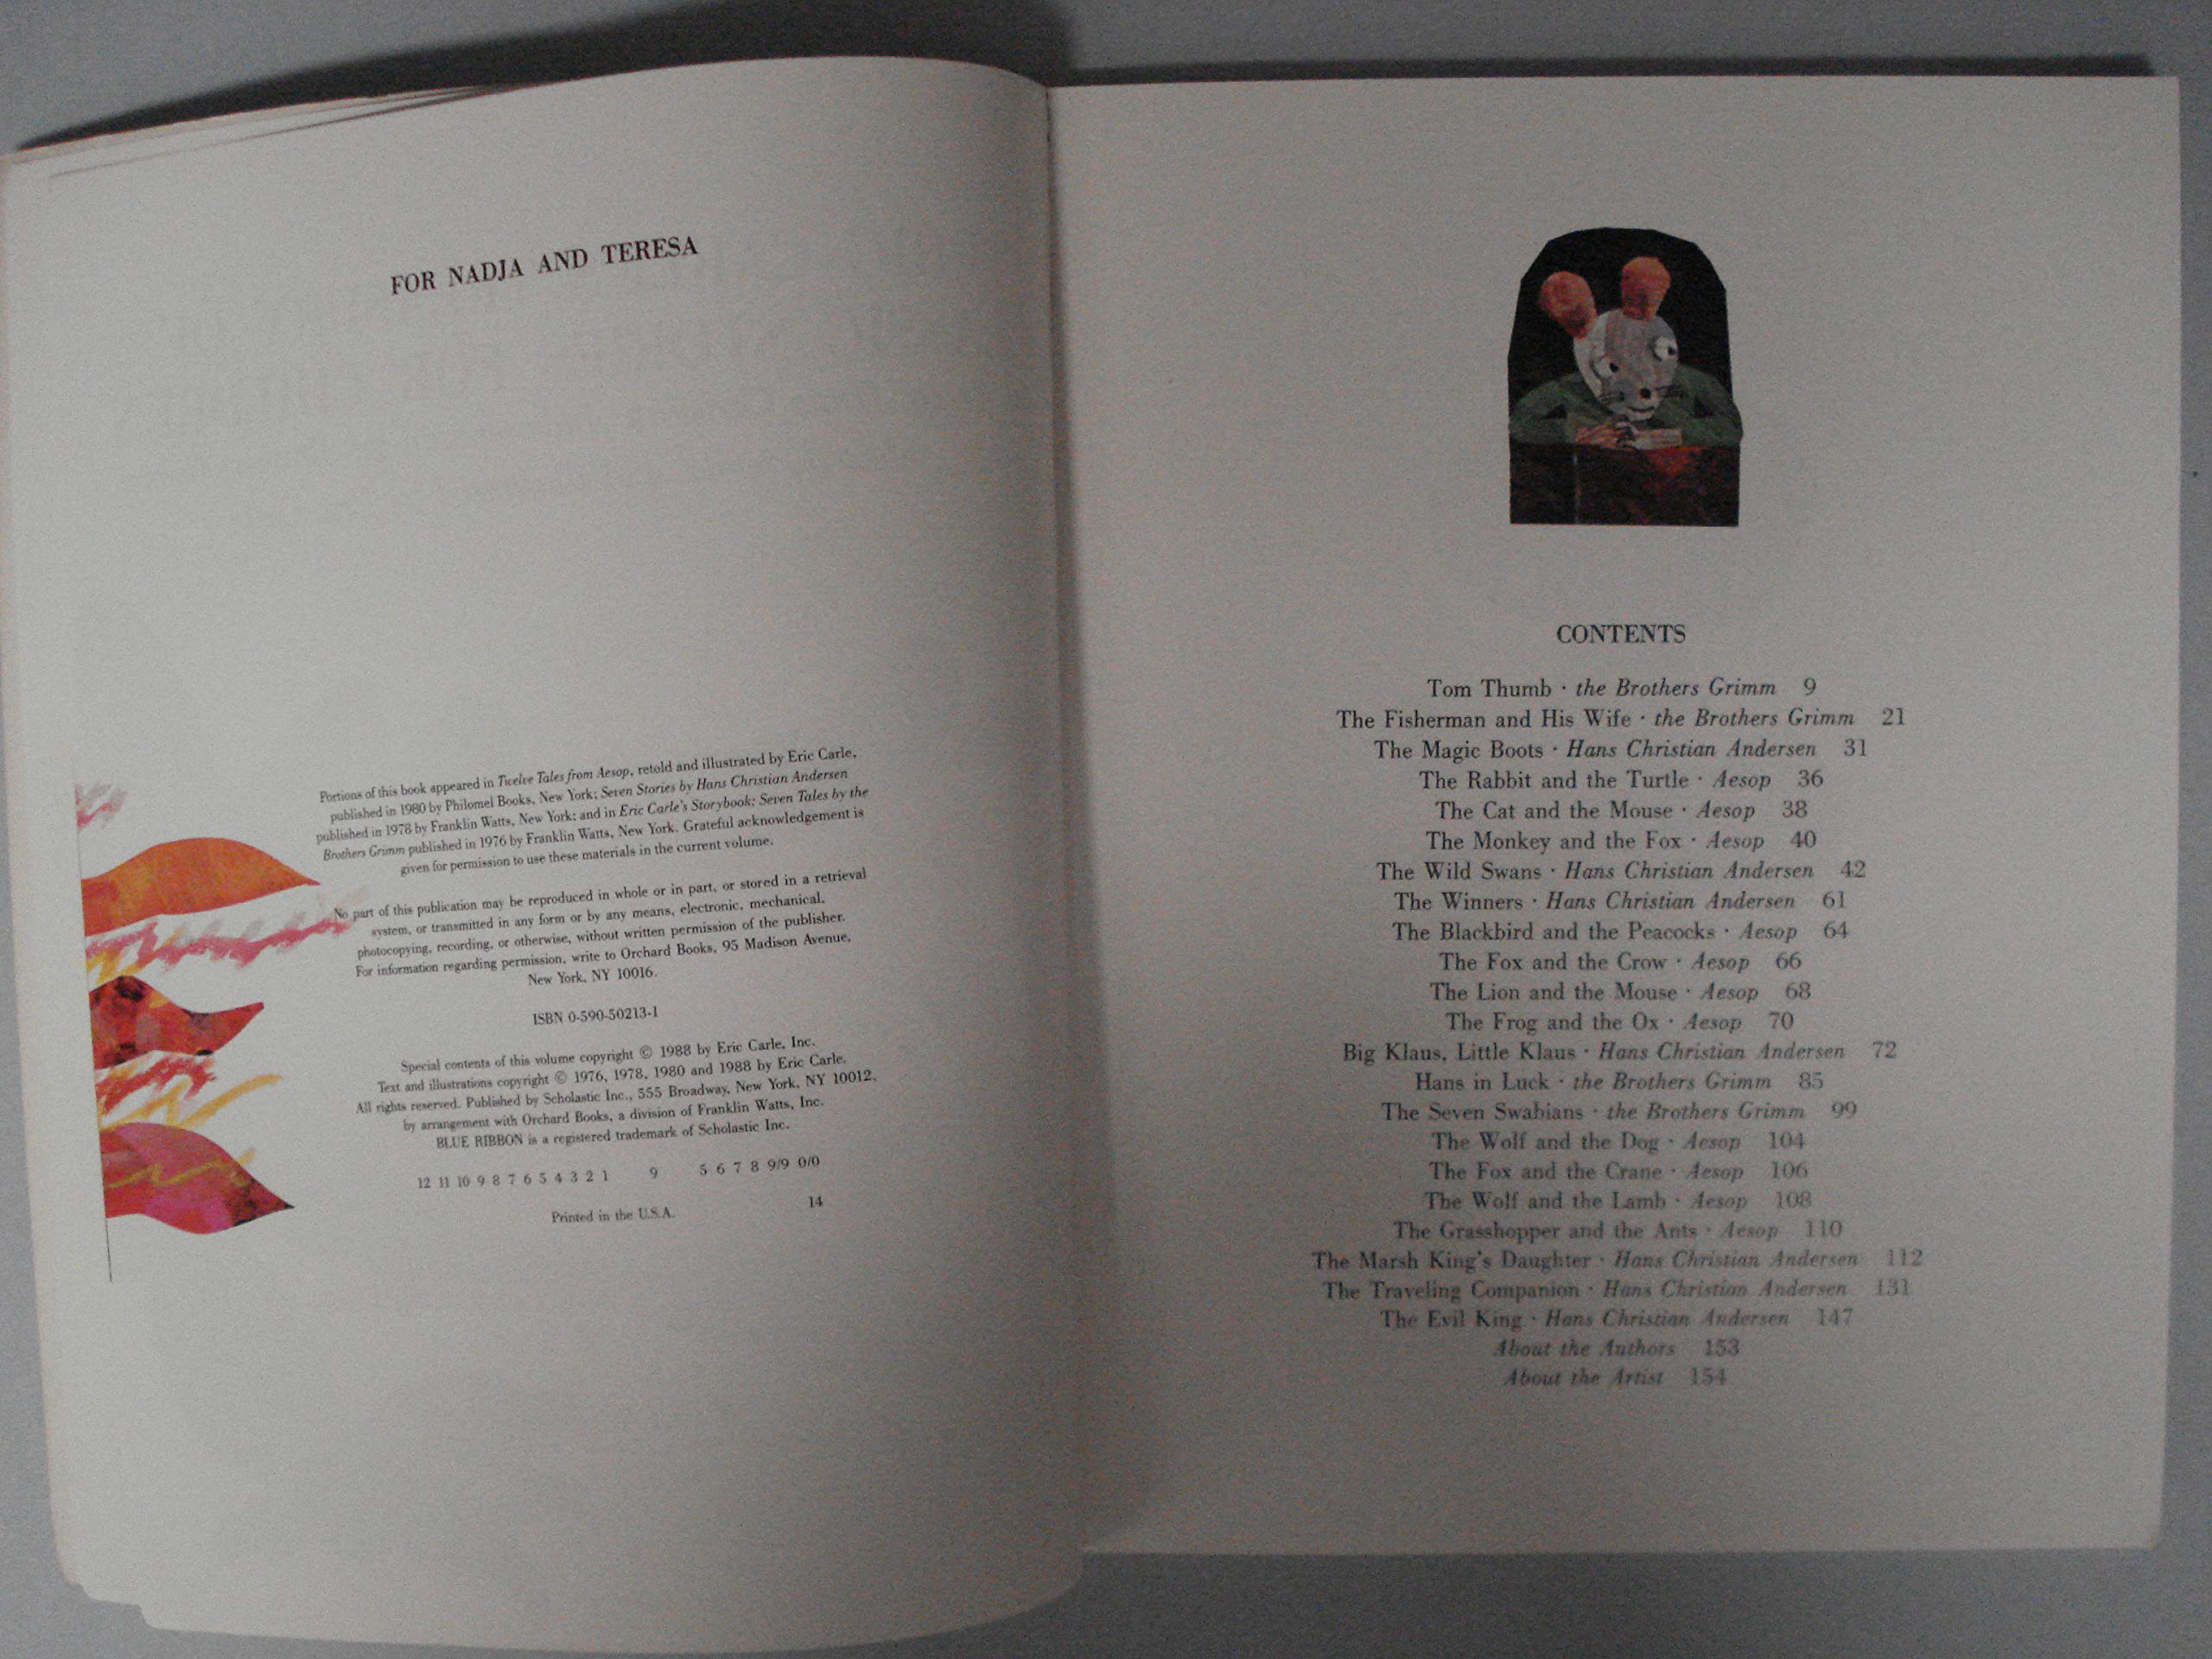 FOR NADJA AND TERESA
Portions of this book appeared in Twelve Tales from Aesop, retold and illustrated by Eric Carle,
published in 1980 by Philomel Books, New York; Seven Stories by Hans Christian Andersen
published in 1978 by Franklin Watts, New York; and in Eric Carle's Storybook: Seven Tales by the
Brothers Grimm published in 1976 by Franklin Watts, New York. Grateful acknowledgement is
given for permission to use these materials in the current volume.
No part of this publication may be reproduced in whole or in part, or stored in a retrieval
system, or transmitted in any form or by any means, electronic, mechanical,
photocopying, recording, or otherwise, without written permission of the publisher.
For information regarding permission, write to Orchard Books, 95 Madison Avenue,
New York, NY 10016.
ISBN 0-590-50213-1
Special contents of this volume copyright © 1988 by Eric Carle, Inc.
Text and illustrations copyright © 1976, 1978, 1980 and 1988 by Eric Carle.
All rights reserved. Published by Scholastic Inc., 555 Broadway, New York, NY 10012,
by arrangement with Orchard Books, a division of Franklin Watts, Inc.
BLUE RIBBON is a registered trademark of Scholastic Inc.
12 11 10 9 8 7 6 5 4 3 2 1 9 5 6 7 8 9/9 0/0
Printed in the U.S.A. 14
CONTENTS
Tom Thumb · the Brothers Grimm 9
The Fisherman and His Wife · the Brothers Grimm 21
The Magic Boots · Hans Christian Andersen 31
The Rabbit and the Turtle · Aesop 36
The Cat and the Mouse · Aesop 38
The Monkey and the Fox · Aesop 40
The Wild Swans · Hans Christian Andersen 42
The Winners · Hans Christian Andersen 61
The Blackbird and the Peacocks · Aesop 64
The Fox and the Crow · Aesop 66
The Lion and the Mouse · Aesop 68
The Frog and the Ox · Aesop 70
Big Klaus, Little Klaus · Hans Christian Andersen 72
Hans in Luck · the Brothers Grimm 85
The Seven Swabians · the Brothers Grimm 99
The Wolf and the Dog · Aesop 104
The Fox and the Crane · Aesop 106
The Wolf and the Lamb · Aesop 108
The Grasshopper and the Ants · Aesop 110
The Marsh King's Daughter · Hans Christian Andersen 112
The Traveling Companion · Hans Christian Andersen 131
The Evil King · Hans Christian Andersen 147
About the Authors 153
About the Artist 154